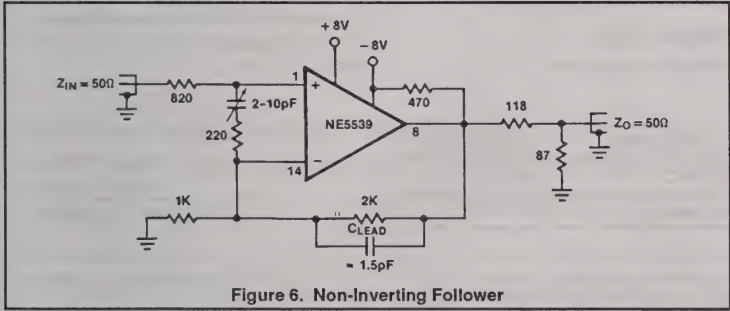 +8V
−8V
Z_IN = 50Ω
820
1
+
2-10pF
470
118
NE5539
8
Z_O = 50Ω
220
87
−
14
1K
2K
C_LEAD
= 1.5pF
Figure 6. Non-Inverting Follower